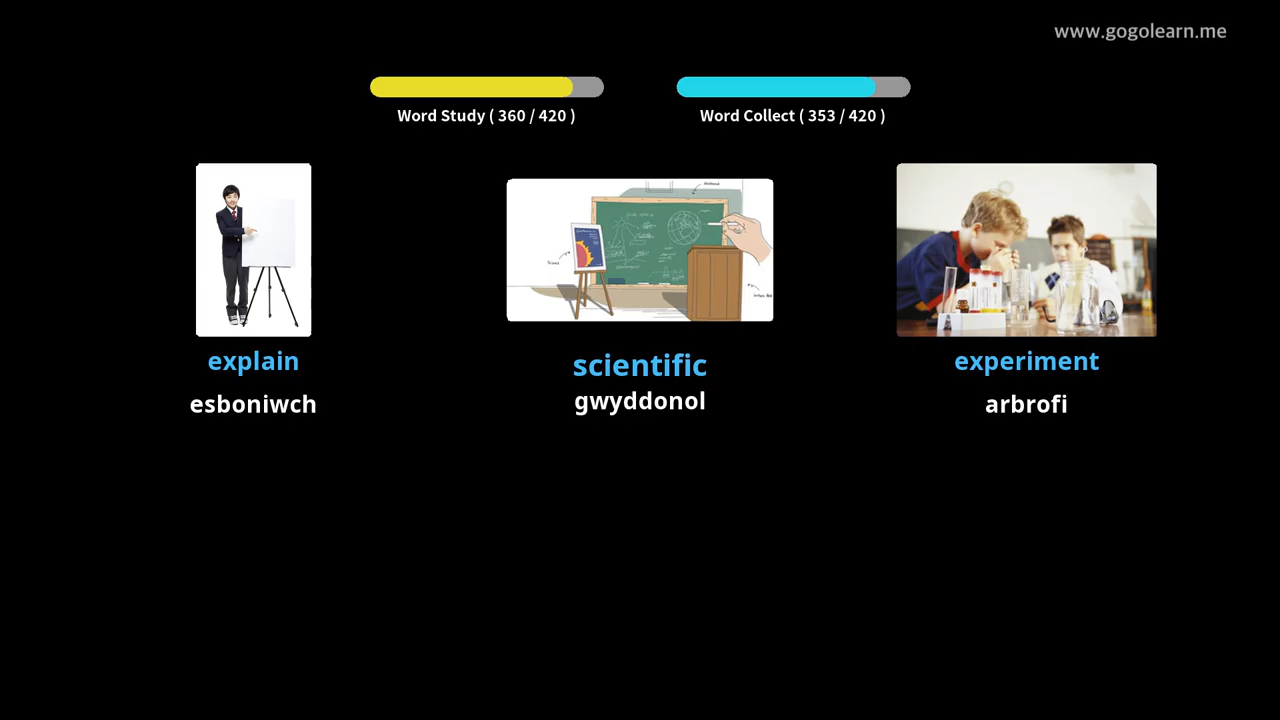 www.gogolearn.me
Word Study ( 360 / 420 )
Word Collect ( 353 / 420 )
explain
scientific
experiment
esboniwch
gwyddonol
arbrofi